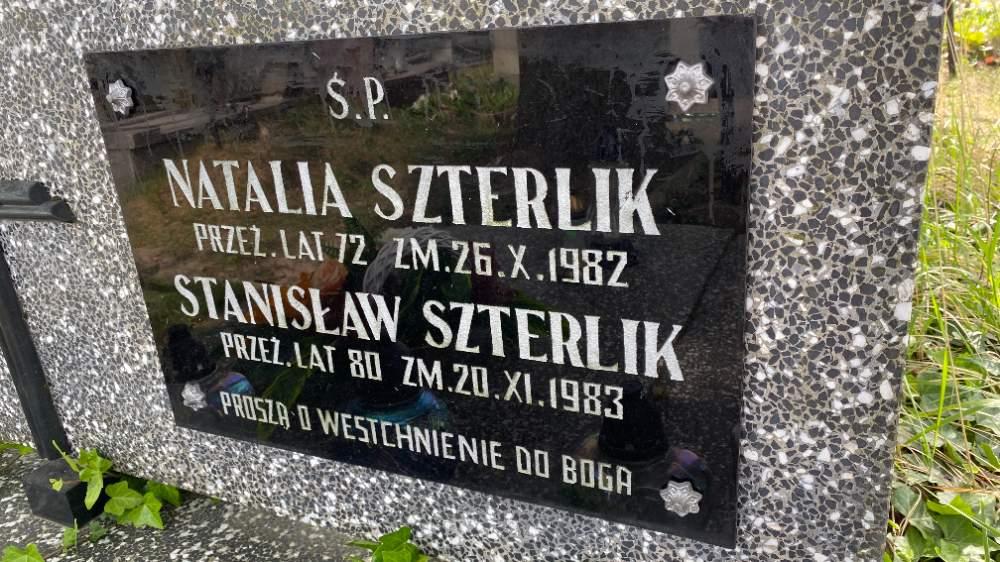 Ś.P.
NATALIA SZTERLIK
PRZEŻ. LAT 72 ZM. 26. X. 1982
STANISŁAW SZTERLIK
PRZEŻ. LAT 80 ZM. 20. XI. 1983
PROSZĄ O WESTCHNIENIE DO BOGA